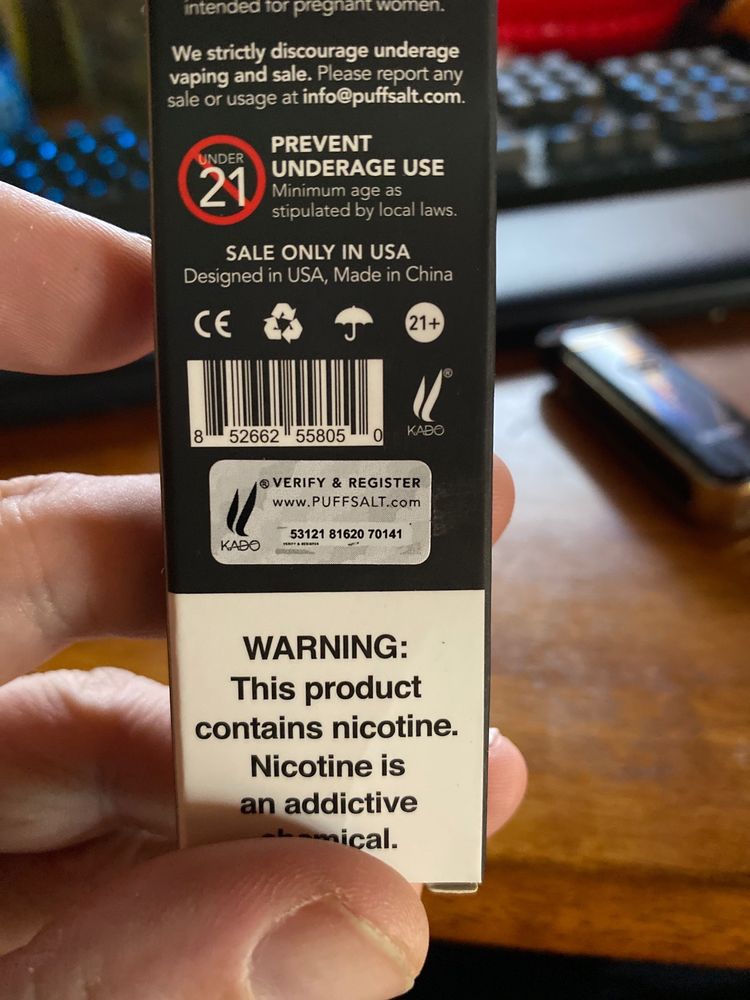 intended for pregnant women.
We strictly discourage underage
vaping and sale. Please report any
sale or usage at info@puffsalt.com.
UNDER
21
PREVENT
UNDERAGE USE
Minimum age as
stipulated by local laws.
SALE ONLY IN USA
Designed in USA, Made in China
CE
21+
8 52662 55805 0
®
KADO
® VERIFY & REGISTER
www.PUFFSALT.com
KADO
53121 81620 70141
VERIFY & REGISTER
WARNING:
This product
contains nicotine.
Nicotine is
an addictive
chemical.